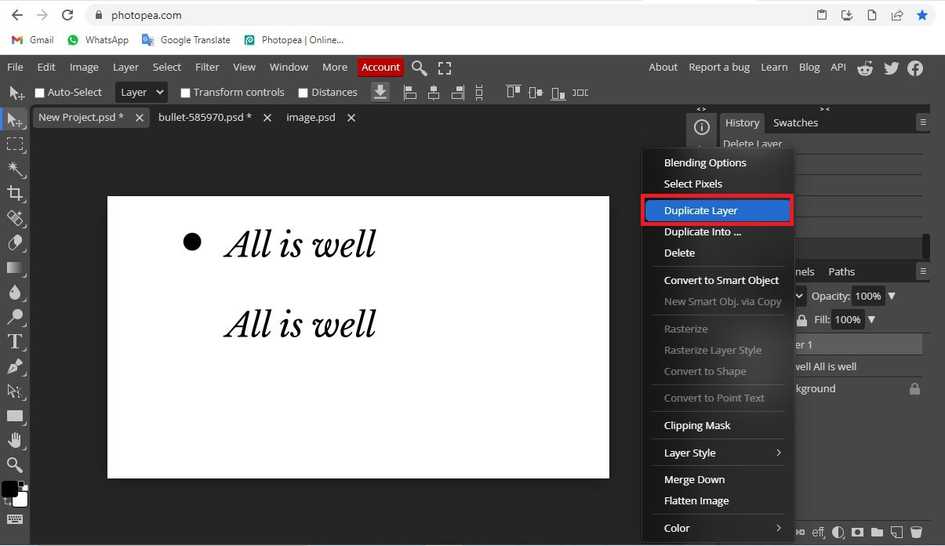 photopea.com
Gmail WhatsApp Google Translate Photopea | Online...
File Edit Image Layer Select Filter View Window More Account About Report a bug Learn Blog API
Auto-Select Layer Transform controls Distances
New Project.psd * bullet-585970.psd * image.psd
History Swatches
Delete Layer
Blending Options
Select Pixels
Duplicate Layer
Duplicate Into ...
Delete
Convert to Smart Object
New Smart Obj. via Copy
Rasterize
Rasterize Layer Style
Convert to Shape
Convert to Point Text
Clipping Mask
Layer Style
Merge Down
Flatten Image
Color
nels Paths
Opacity: 100%
Fill: 100%
er 1
well All is well
kground
eff
All is well
All is well